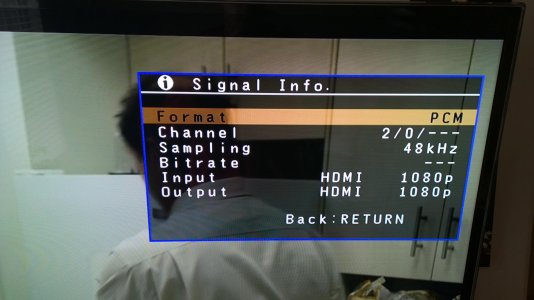 i Signal Info.
Format PCM
Channel 2/0/---
Sampling 48kHz
Bitrate ---
Input HDMI 1080p
Output HDMI 1080p
Back:RETURN